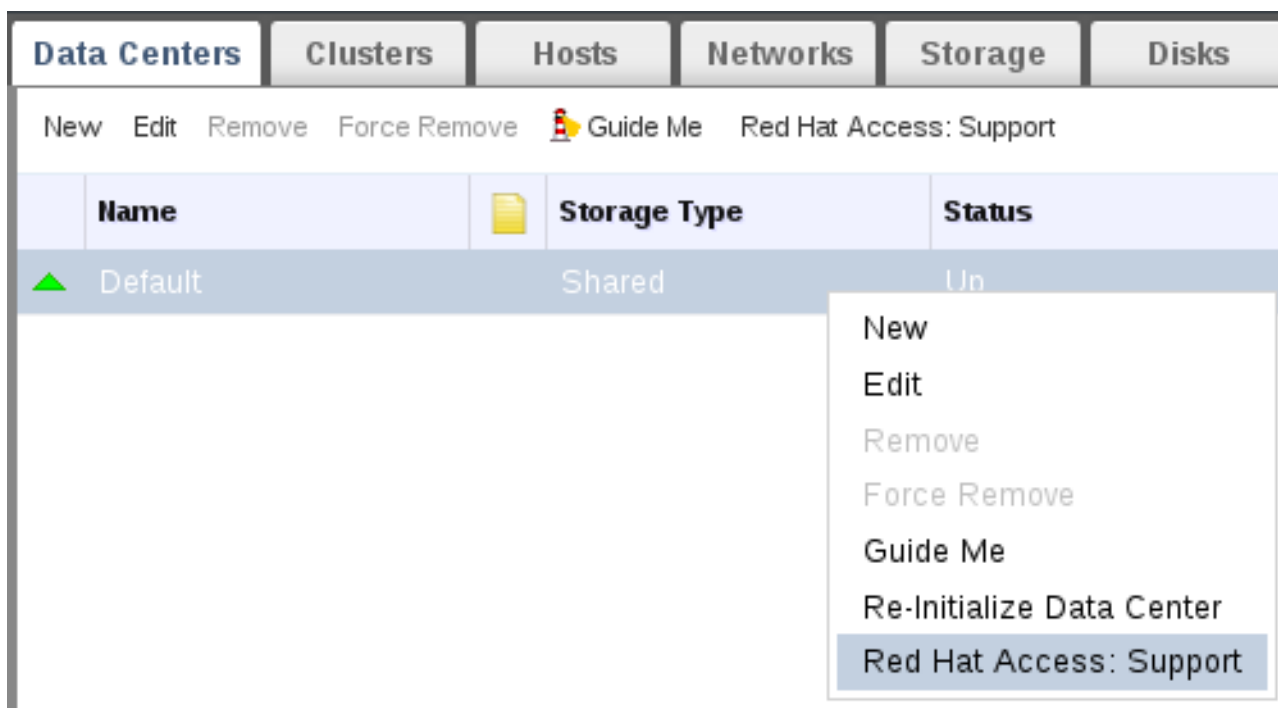 Data Centers Clusters Hosts Networks Storage Disks
New Edit Remove Force Remove Guide Me Red Hat Access: Support
Name Storage Type Status
Default Shared Up
New
Edit
Remove
Force Remove
Guide Me
Re-Initialize Data Center
Red Hat Access: Support